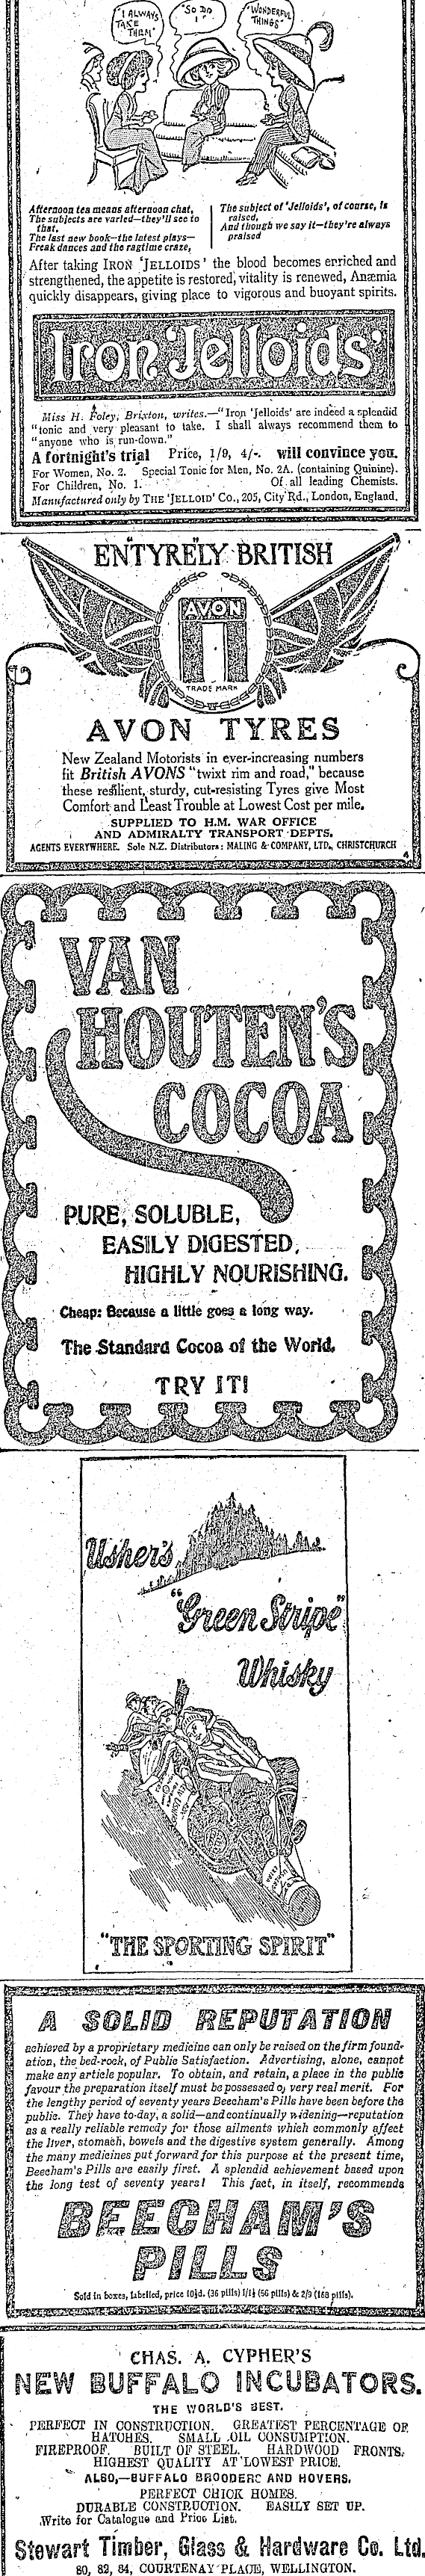 "I ALWAYS
TAKE
THEM"
"SO DO
I"
"WONDERFUL
THINGS"
Afternoon tea means afternoon chat,
The subjects are varied—they'll see to
that,
The last new book—the latest plays—
Freak dances and the ragtime craze,
The subject of 'Jelloids', of course, is
raised,
And though we say it—they're always
praised
After taking IRON 'JELLOIDS' the blood becomes enriched and
strengthened, the appetite is restored, vitality is renewed, Anæmia
quickly disappears, giving place to vigorous and buoyant spirits.
Iron 'Jelloids'
Miss H. Foley, Brixton, writes.—"Iron 'Jelloids' are indeed a splendid
"tonic and very pleasant to take. I shall always recommend them to
"anyone who is run-down."
A fortnight's trial Price, 1/9, 4/-. will convince you.
For Women, No. 2. Special Tonic for Men, No. 2A. (containing Quinine).
For Children, No. 1. Of all leading Chemists.
Manufactured only by THE 'JELLOID' Co., 205, City Rd., London, England.
EN"TYRE"LY BRITISH
AVON
TRADE MARK
AVON TYRES
New Zealand Motorists in ever-increasing numbers
fit British AVONS "twixt rim and road," because
these resilient, sturdy, cut-resisting Tyres give Most
Comfort and Least Trouble at Lowest Cost per mile.
SUPPLIED TO H.M. WAR OFFICE
AND ADMIRALTY TRANSPORT DEPTS.
AGENTS EVERYWHERE. Sole N.Z. Distributors: MALING & COMPANY, LTD., CHRISTCHURCH
4
VAN
HOUTEN'S
COCOA
PURE, SOLUBLE,
EASILY DIGESTED,
HIGHLY NOURISHING.
Cheap: Because a little goes a long way.
The Standard Cocoa of the World.
TRY IT!
Usher's
"Green Stripe"
Whisky
"THE SPORTING SPIRIT"
A SOLID REPUTATION
achieved by a proprietary medicine can only be raised on the firm found-
ation, the bed-rock, of Public Satisfaction. Advertising, alone, cannot
make any article popular. To obtain, and retain, a place in the public
favour the preparation itself must be possessed of very real merit. For
the lengthy period of seventy years Beecham's Pills have been before the
public. They have to-day, a solid—and continually widening—reputation
as a really reliable remedy for those ailments which commonly affect
the liver, stomach, bowels and the digestive system generally. Among
the many medicines put forward for this purpose at the present time,
Beecham's Pills are easily first. A splendid achievement based upon
the long test of seventy years! This fact, in itself, recommends
BEECHAM'S
PILLS
Sold in boxes, labelled, price 10½d. (36 pills) 1/1½ (56 pills) & 2/9 (168 pills).
CHAS. A. CYPHER'S
NEW BUFFALO INCUBATORS.
THE WORLD'S BEST.
PERFECT IN CONSTRUCTION. GREATEST PERCENTAGE OF
HATCHES. SMALL OIL CONSUMPTION.
FIREPROOF. BUILT OF STEEL. HARDWOOD FRONTS.
HIGHEST QUALITY AT LOWEST PRICE.
ALSO,—BUFFALO BROODERS AND HOVERS.
PERFECT CHICK HOMES.
DURABLE CONSTRUCTION. EASILY SET UP.
Write for Catalogue and Price List.
Stewart Timber, Glass & Hardware Co. Ltd.
80, 82, 84, COURTENAY PLACE, WELLINGTON.